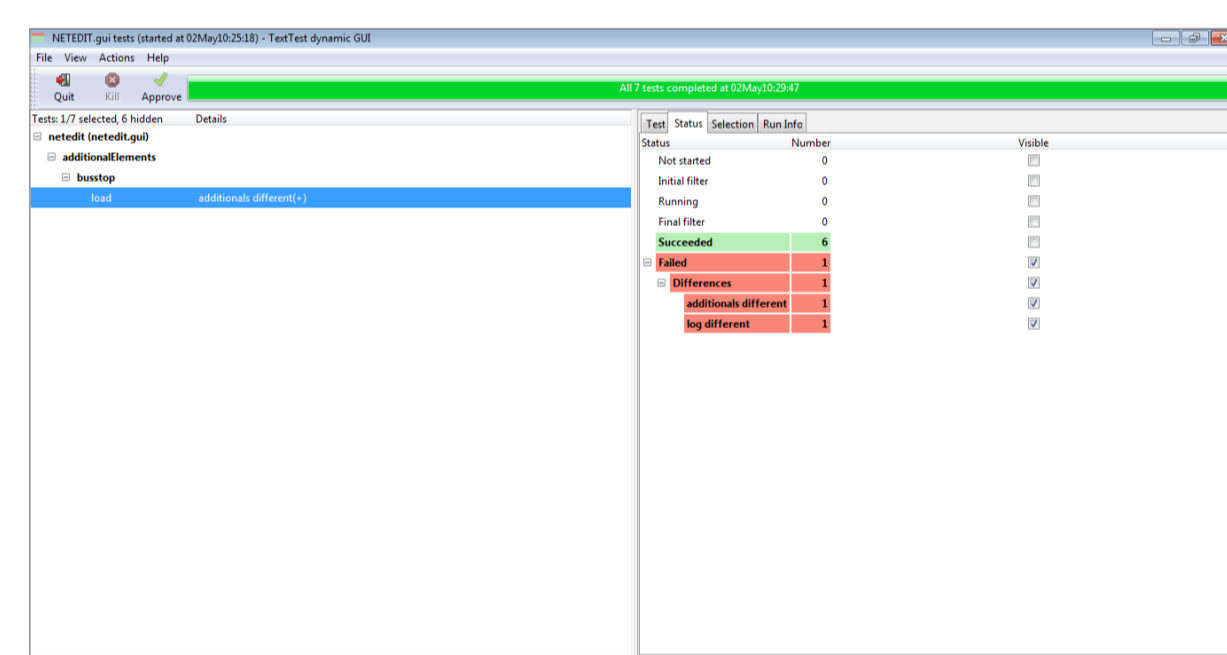 NETEDIT.gui tests (started at 02May10:25:18) - TextTest dynamic GUI
File View Actions Help
Quit Kill Approve
All 7 tests completed at 02May10:29:47
Tests: 1/7 selected, 6 hidden Details
netedit (netedit.gui)
additionalElements
busstop
load additionals different(+)
Test Status Selection Run Info
Status Number Visible
Not started 0
Initial filter 0
Running 0
Final filter 0
Succeeded 6
Failed 1
Differences 1
additionals different 1
log different 1